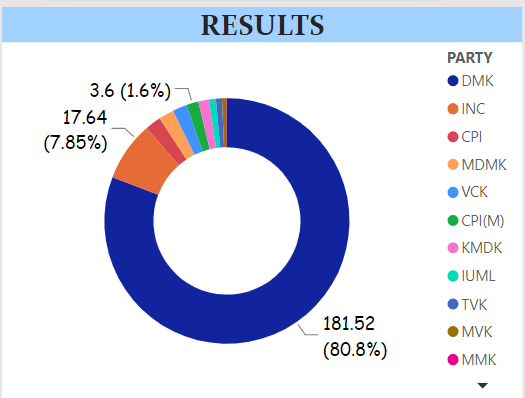 RESULTS
3.6 (1.6%)
17.64
(7.85%)
181.52
(80.8%)
PARTY
DMK
INC
CPI
MDMK
VCK
CPI(M)
KMDK
IUML
TVK
MVK
MMK